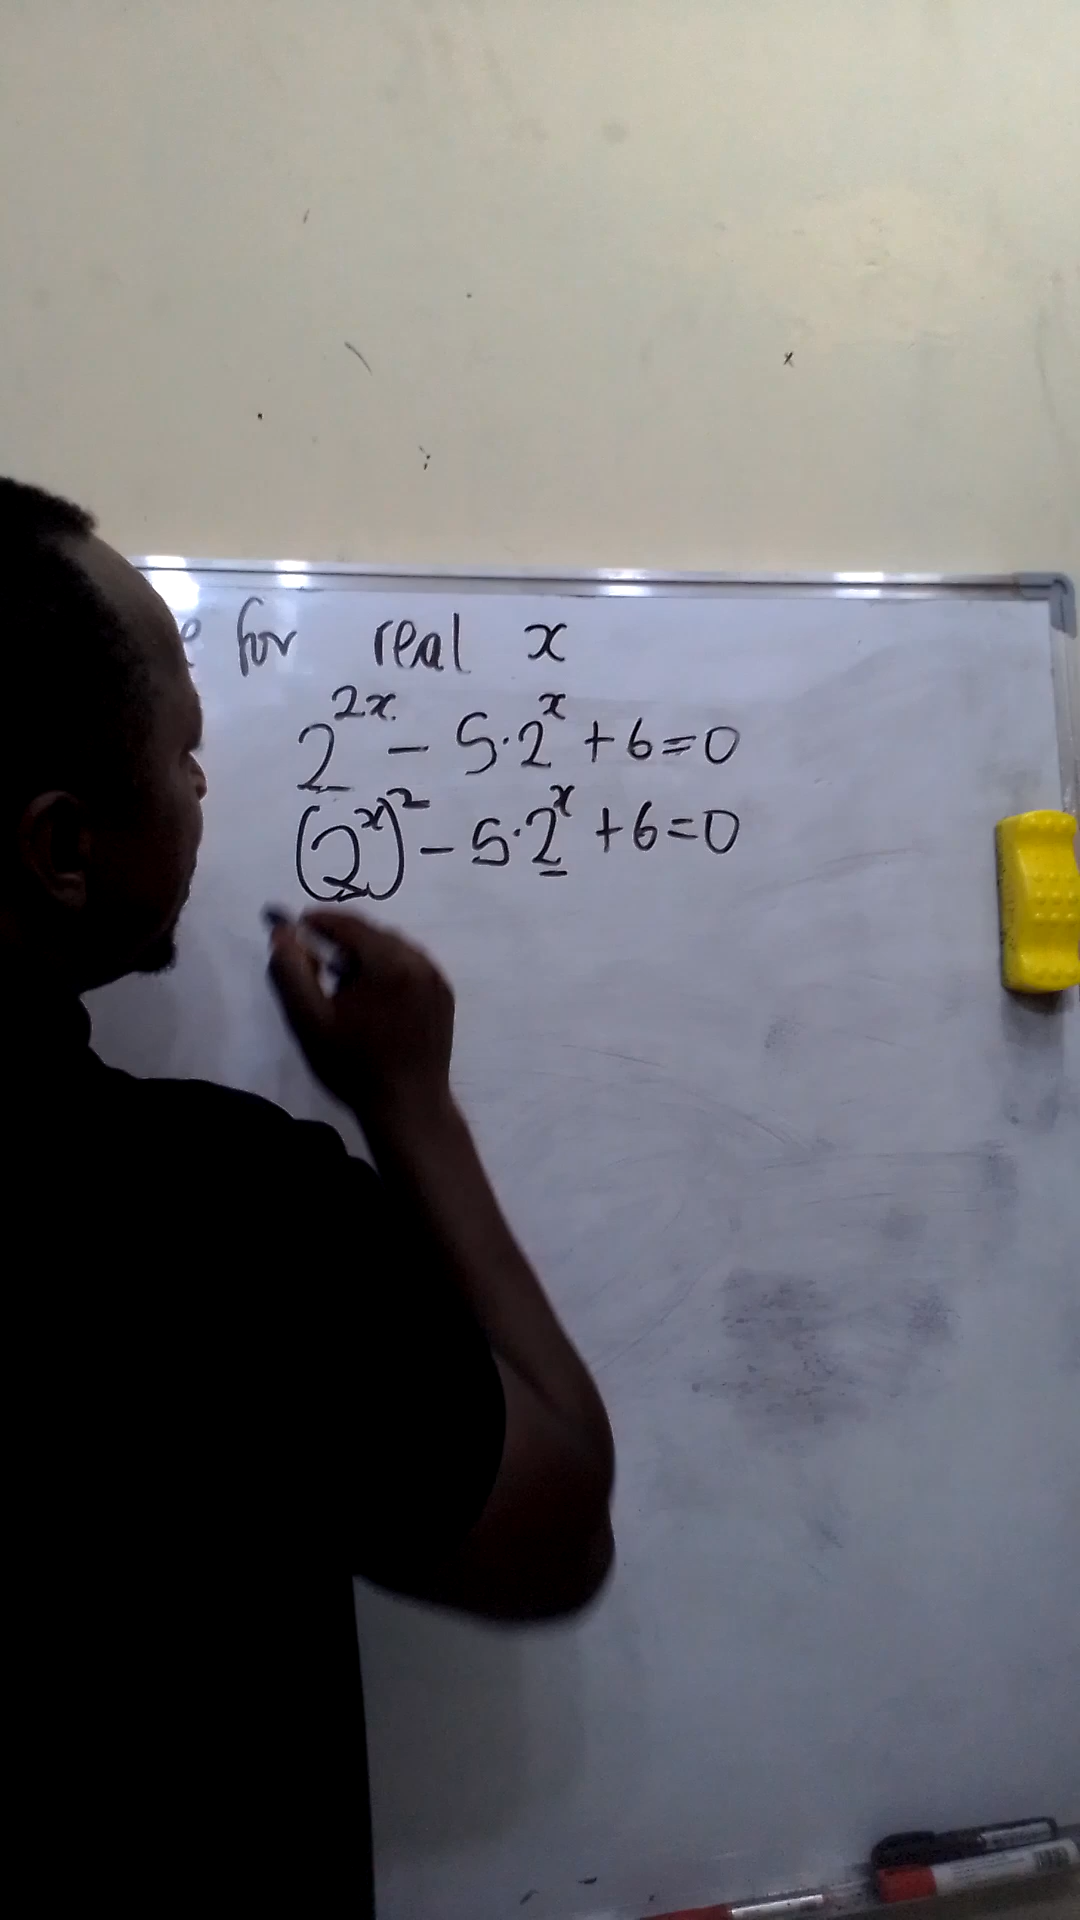 for real x
2^{2x} - 5·2^x + 6 = 0
(2^x)^2 - 5·2^x + 6 = 0